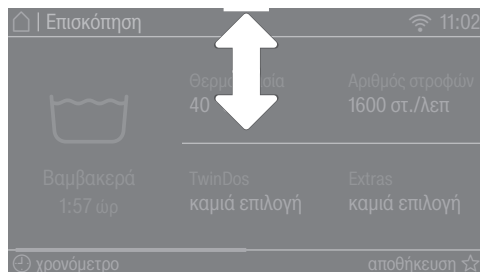 | Επισκόπηση 11:02
Αριθμός στροφών
40 1600 στ./λεπ
Βαμβακερά TwinDos Extras
1:57 ώρ καμιά επιλογή καμιά επιλογή
χρονόμετρο αποθήκευση